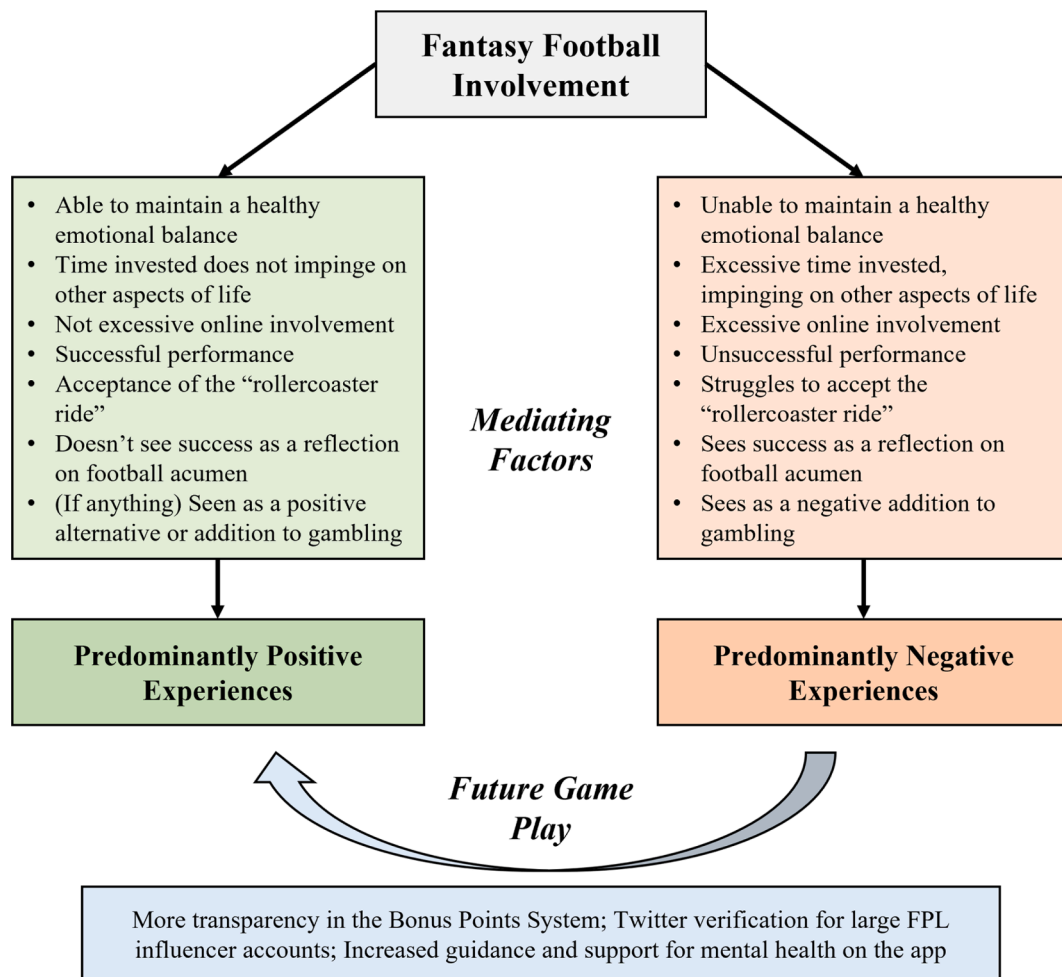 Fantasy Football
Involvement
• Able to maintain a healthy
emotional balance
• Time invested does not impinge on
other aspects of life
• Not excessive online involvement
• Successful performance
• Acceptance of the “rollercoaster
ride”
• Doesn’t see success as a reflection
on football acumen
• (If anything) Seen as a positive
alternative or addition to gambling
Mediating
Factors
• Unable to maintain a healthy
emotional balance
• Excessive time invested,
impinging on other aspects of life
• Excessive online involvement
• Unsuccessful performance
• Struggles to accept the
“rollercoaster ride”
• Sees success as a reflection on
football acumen
• Sees as a negative addition to
gambling
Predominantly Positive
Experiences
Predominantly Negative
Experiences
Future Game
Play
More transparency in the Bonus Points System; Twitter verification for large FPL
influencer accounts; Increased guidance and support for mental health on the app